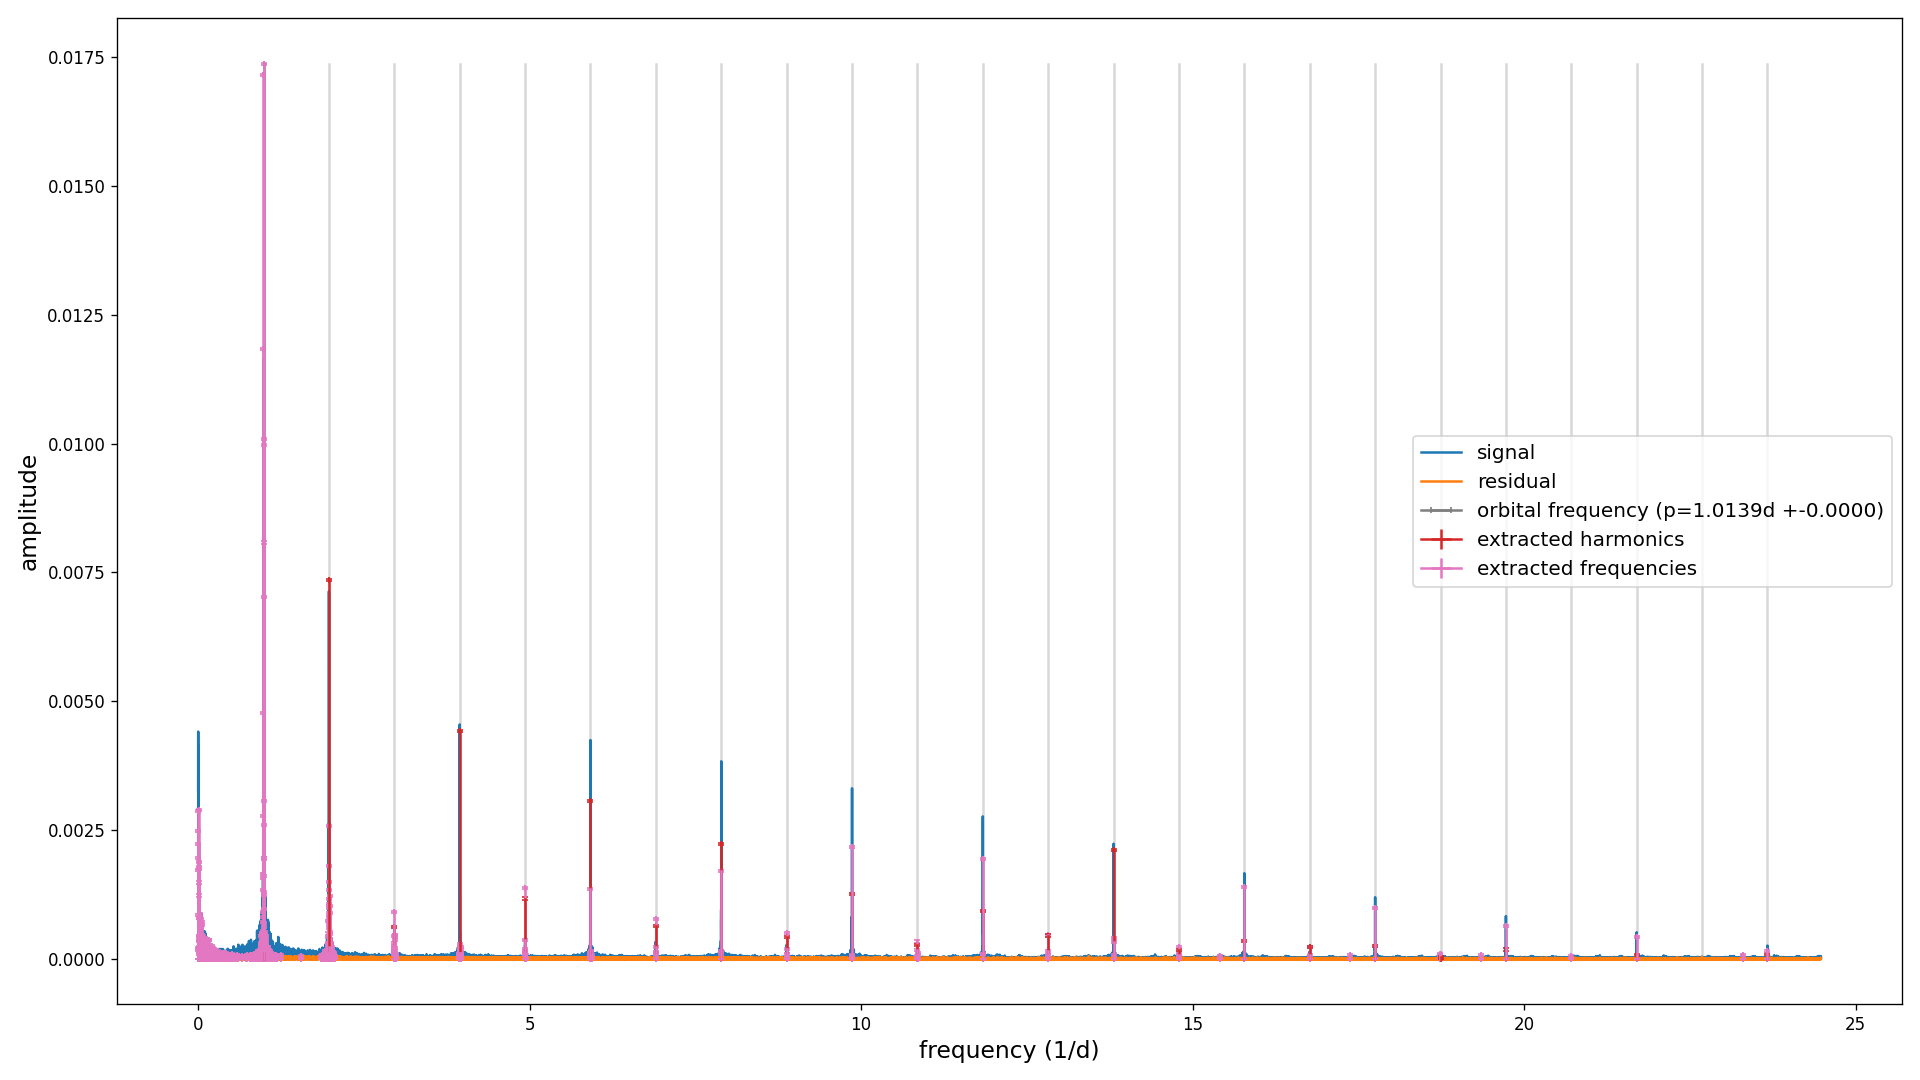 0.0175
0.0150
0.0125
0.0100
0.0075
0.0050
0.0025
0.0000
amplitude
signal
residual
orbital frequency (p=1.0139d +-0.0000)
extracted harmonics
extracted frequencies
0 5 10 15 20 25
frequency (1/d)